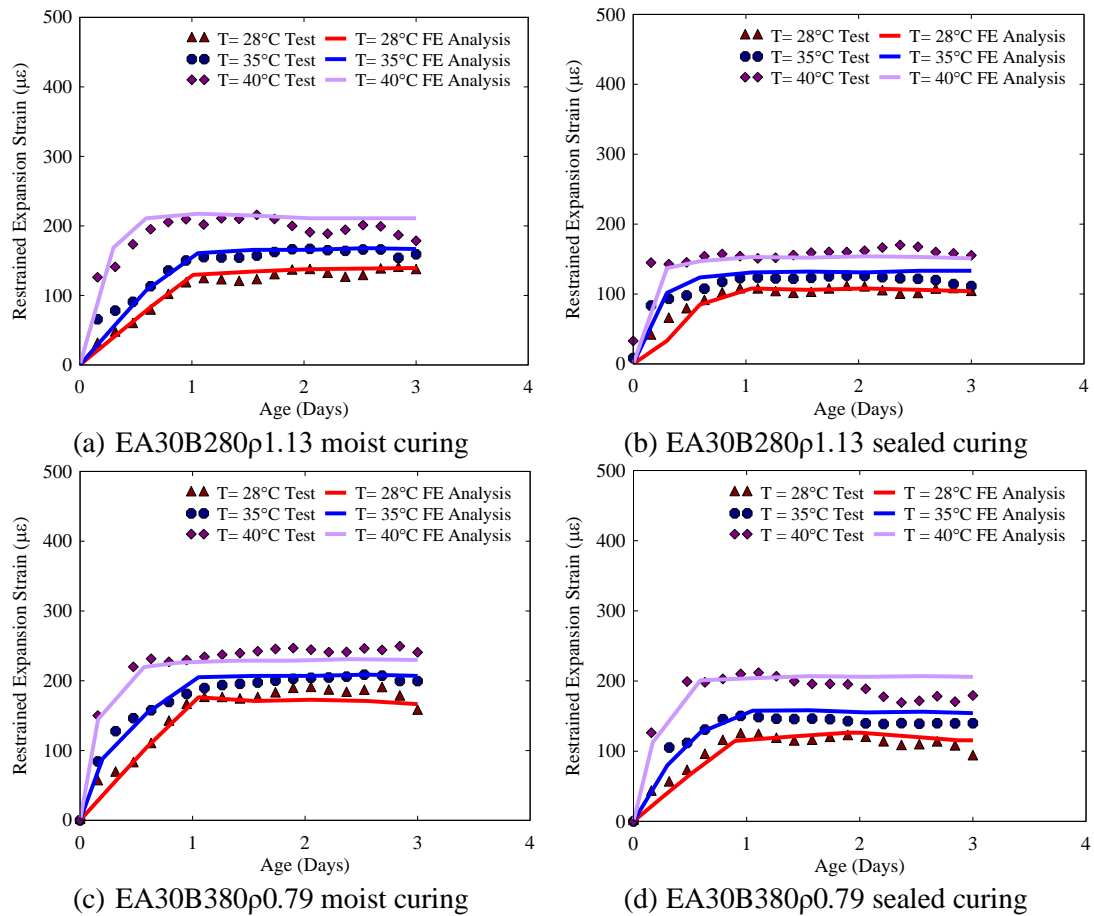 500
400
300
200
100
0
Restrained Expansion Strain (με)
T= 28°C Test T= 28°C FE Analysis
T= 35°C Test T= 35°C FE Analysis
T= 40°C Test T= 40°C FE Analysis
0 1 2 3 4
Age (Days)
(a) EA30B280ρ1.13 moist curing
500
400
300
200
100
0
Restrained Expansion Strain (με)
T= 28°C Test T= 28°C FE Analysis
T= 35°C Test T= 35°C FE Analysis
T= 40°C Test T= 40°C FE Analysis
0 1 2 3 4
Age (Days)
(b) EA30B280ρ1.13 sealed curing
500
400
300
200
100
0
Restrained Expansion Strain (με)
T= 28°C Test T= 28°C FE Analysis
T= 35°C Test T= 35°C FE Analysis
T= 40°C Test T= 40°C FE Analysis
0 1 2 3 4
Age (Days)
(c) EA30B380ρ0.79 moist curing
500
400
300
200
100
0
Restrained Expansion Strain (με)
T = 28°C Test T = 28°C FE Analysis
T = 35°C Test T = 35°C FE Analysis
T = 40°C Test T = 40°C FE Analysis
0 1 2 3 4
Age (Days)
(d) EA30B380ρ0.79 sealed curing